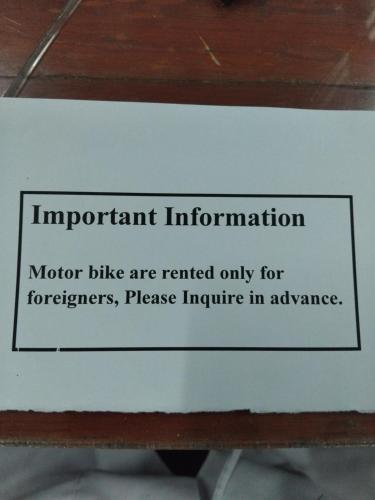 Important Information
Motor bike are rented only for
foreigners, Please Inquire in advance.